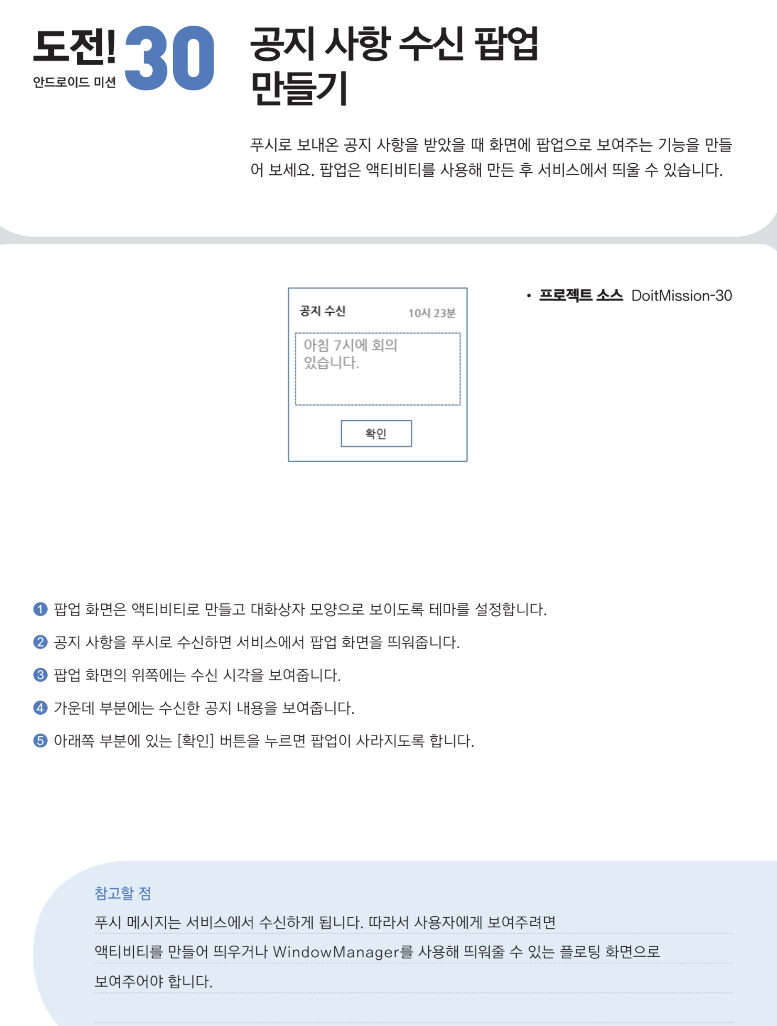 도전! 30
안드로이드 미션
공지 사항 수신 팝업
만들기
푸시로 보내온 공지 사항을 받았을 때 화면에 팝업으로 보여주는 기능을 만들
어 보세요. 팝업은 액티비티를 사용해 만든 후 서비스에서 띄울 수 있습니다.
• 프로젝트 소스 DoitMission-30
공지 수신 10시 23분
아침 7시에 회의
있습니다.
확인
❶ 팝업 화면은 액티비티로 만들고 대화상자 모양으로 보이도록 테마를 설정합니다.
❷ 공지 사항을 푸시로 수신하면 서비스에서 팝업 화면을 띄워줍니다.
❸ 팝업 화면의 위쪽에는 수신 시각을 보여줍니다.
❹ 가운데 부분에는 수신한 공지 내용을 보여줍니다.
❺ 아래쪽 부분에 있는 [확인] 버튼을 누르면 팝업이 사라지도록 합니다.
참고할 점
푸시 메시지는 서비스에서 수신하게 됩니다. 따라서 사용자에게 보여주려면
액티비티를 만들어 띄우거나 WindowManager를 사용해 띄워줄 수 있는 플로팅 화면으로
보여주어야 합니다.